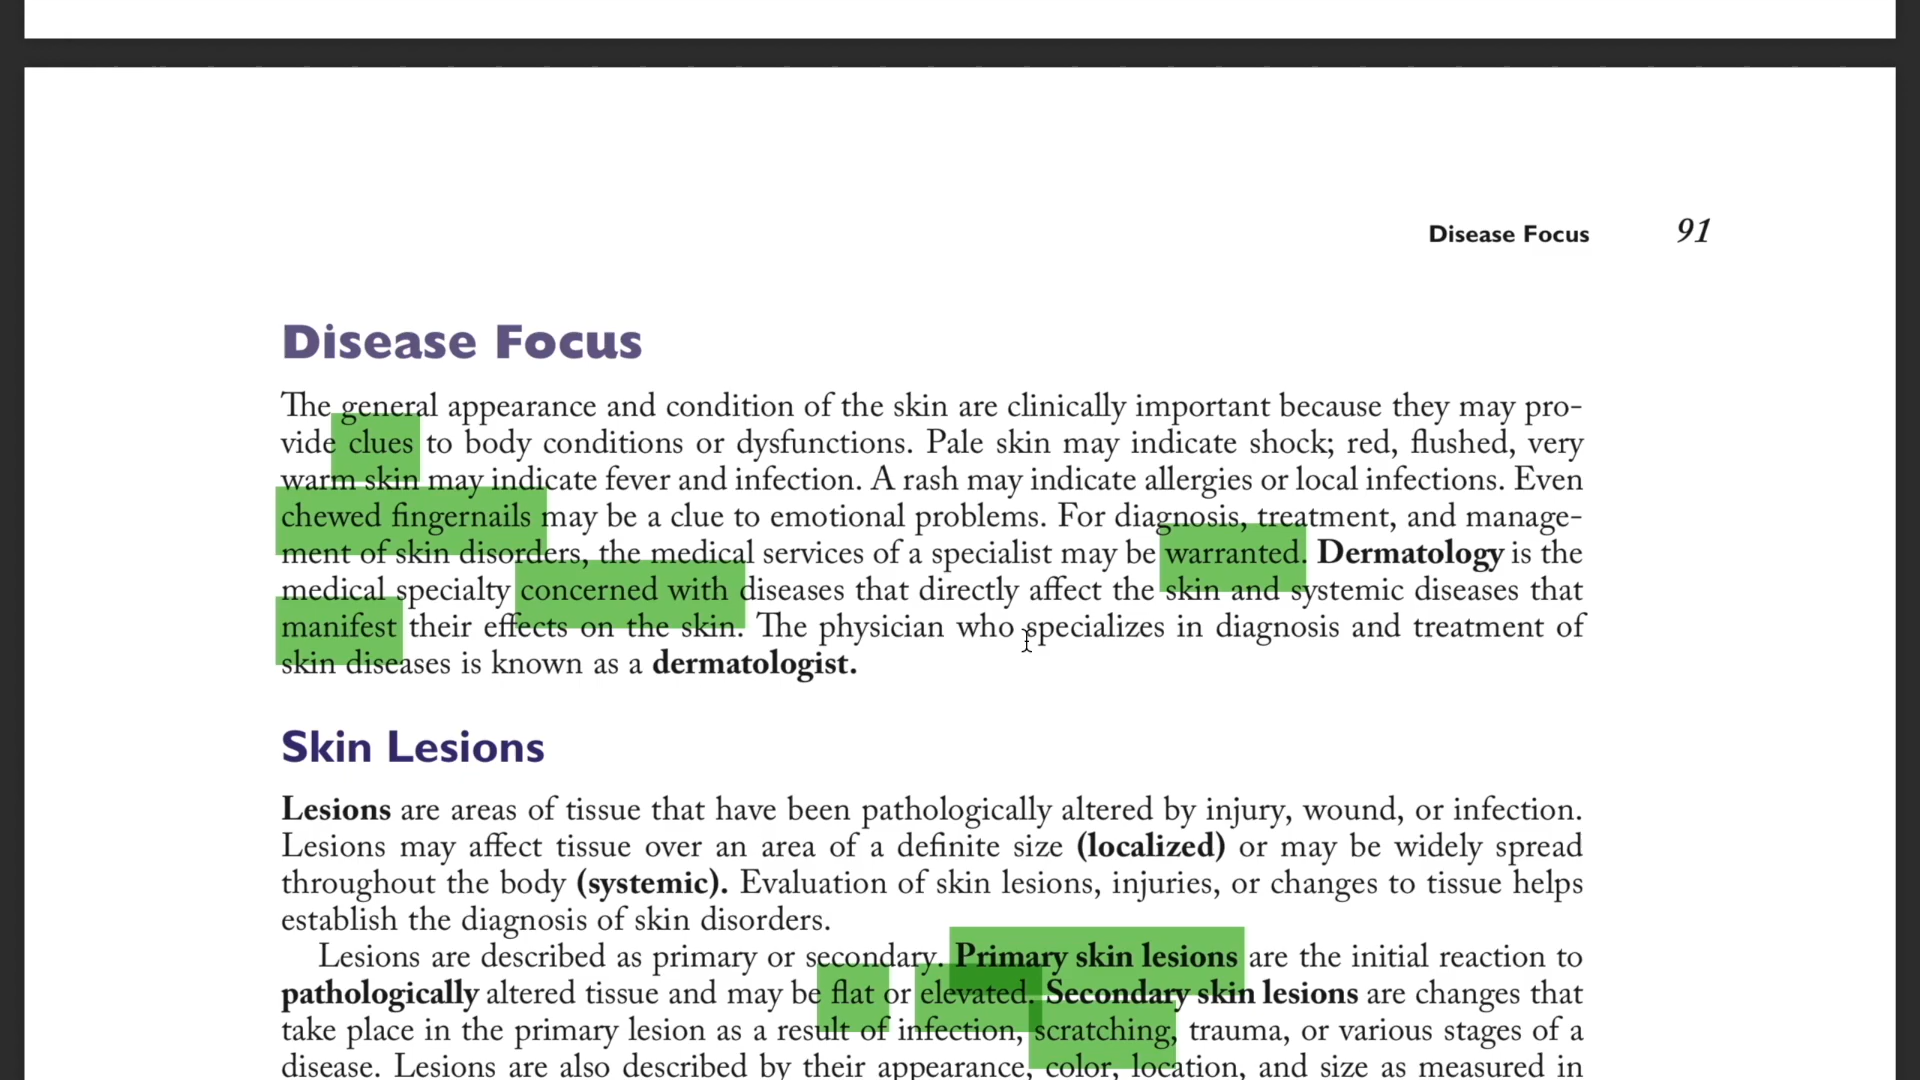 Disease Focus 91
Disease Focus
The general appearance and condition of the skin are clinically important because they may pro-
vide clues to body conditions or dysfunctions. Pale skin may indicate shock; red, flushed, very
warm skin may indicate fever and infection. A rash may indicate allergies or local infections. Even
chewed fingernails may be a clue to emotional problems. For diagnosis, treatment, and manage-
ment of skin disorders, the medical services of a specialist may be warranted. Dermatology is the
medical specialty concerned with diseases that directly affect the skin and systemic diseases that
manifest their effects on the skin. The physician who specializes in diagnosis and treatment of
skin diseases is known as a dermatologist.
Skin Lesions
Lesions are areas of tissue that have been pathologically altered by injury, wound, or infection.
Lesions may affect tissue over an area of a definite size (localized) or may be widely spread
throughout the body (systemic). Evaluation of skin lesions, injuries, or changes to tissue helps
establish the diagnosis of skin disorders.
Lesions are described as primary or secondary. Primary skin lesions are the initial reaction to
pathologically altered tissue and may be flat or elevated. Secondary skin lesions are changes that
take place in the primary lesion as a result of infection, scratching, trauma, or various stages of a
disease. Lesions are also described by their appearance, color, location, and size as measured in